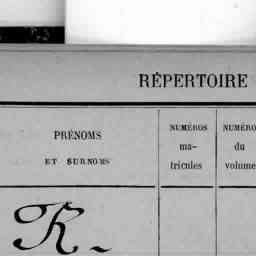 RÉPERTOIRE
PRÉNOMS
ET SURNOMS
NUMÉROS
ma-
tricules
NUMÉRO
du
volume
K-